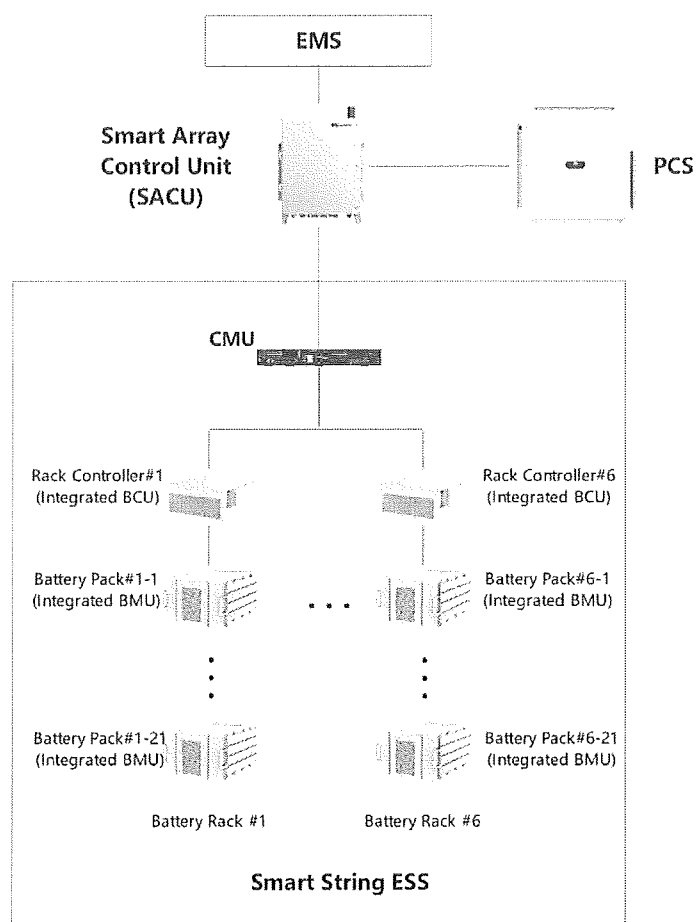 EMS
Smart Array
Control Unit
(SACU)
PCS
CMU
Rack Controller#1
(Integrated BCU)
Rack Controller#6
(Integrated BCU)
Battery Pack#1-1
(Integrated BMU)
Battery Pack#6-1
(Integrated BMU)
Battery Pack#1-21
(Integrated BMU)
Battery Pack#6-21
(Integrated BMU)
Battery Rack #1
Battery Rack #6
Smart String ESS